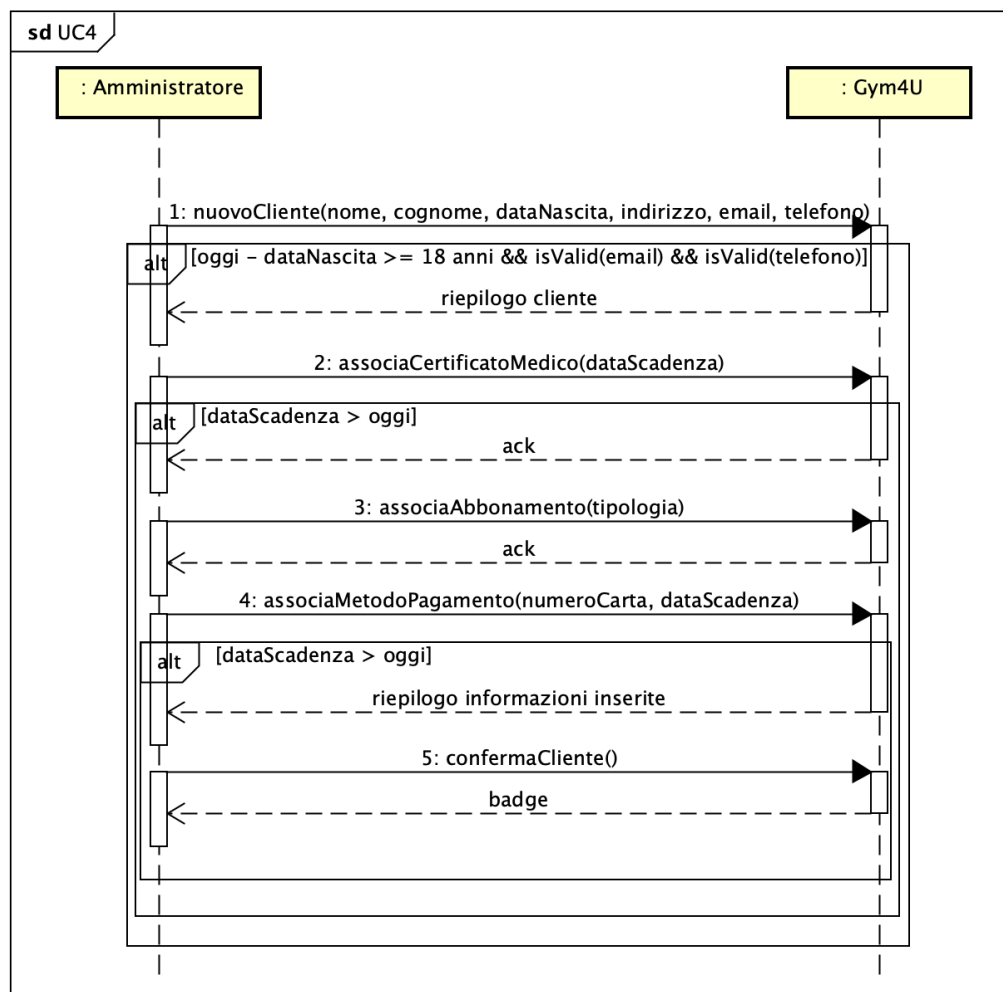 sd UC4
: Amministratore
: Gym4U
1: nuovoCliente(nome, cognome, dataNascita, indirizzo, email, telefono)
alt
[oggi - dataNascita >= 18 anni && isValid(email) && isValid(telefono)]
riepilogo cliente
2: associaCertificatoMedico(dataScadenza)
alt
[dataScadenza > oggi]
ack
3: associaAbbonamento(tipologia)
ack
4: associaMetodoPagamento(numeroCarta, dataScadenza)
alt
[dataScadenza > oggi]
riepilogo informazioni inserite
5: confermaCliente()
badge